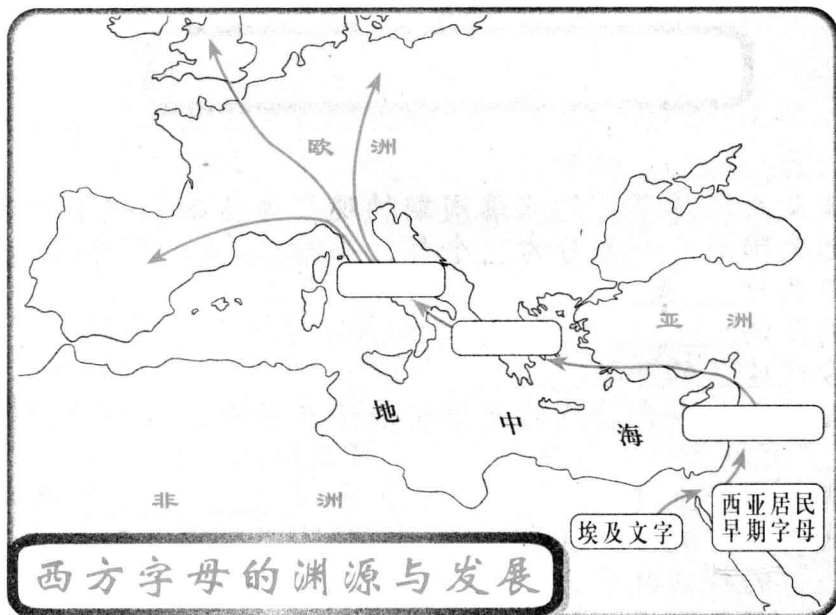 欧 洲
亚 洲
地 中 海
非 洲
埃及文字
西亚居民
早期字母
西方字母的渊源与发展